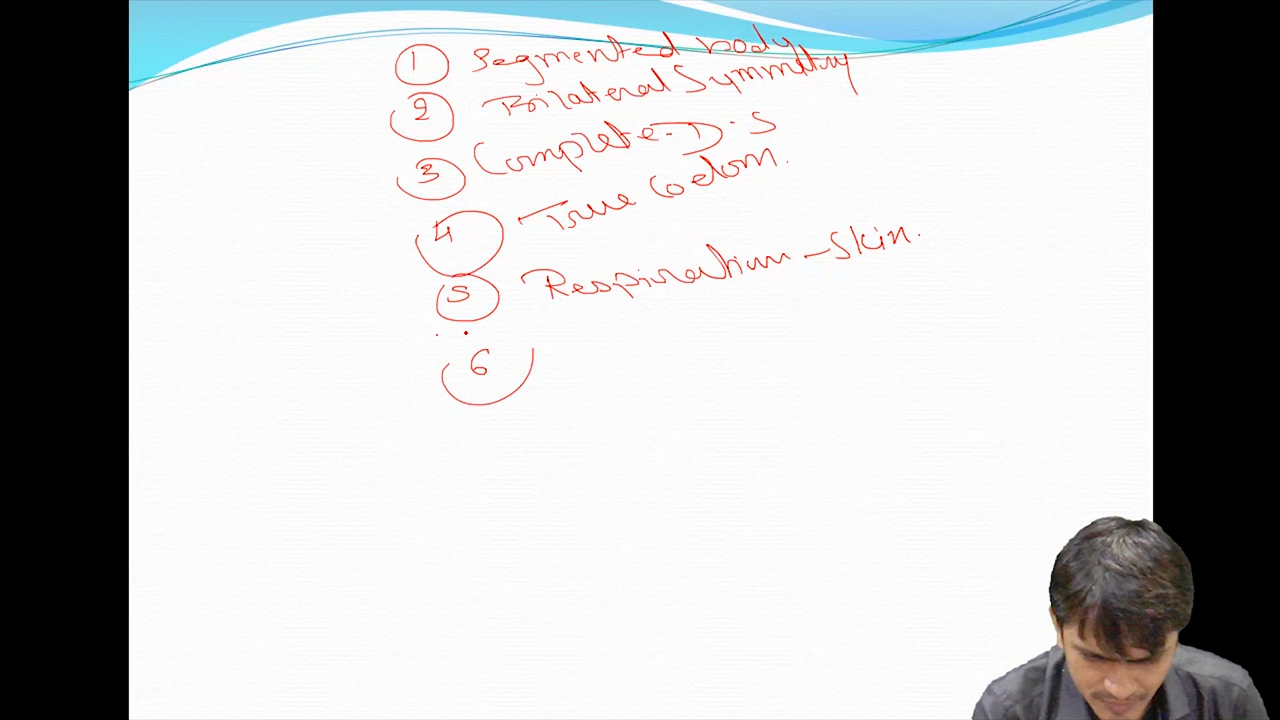 1 Segmented body
2 Bilateral Symmetry
3 Complete D.S
4 True Coelom.
5 Respiration - Skin.
6